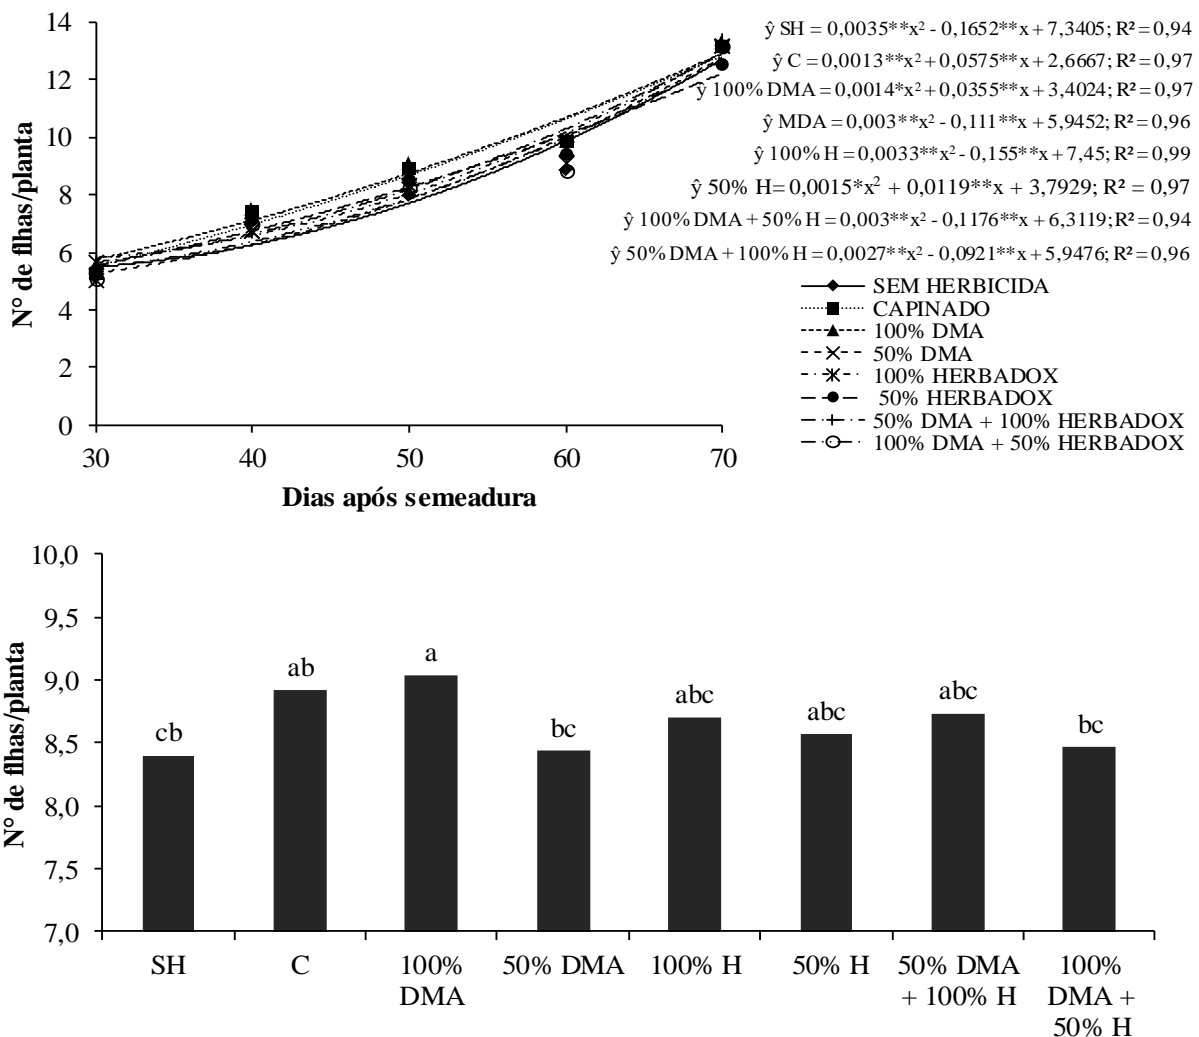 14
12
10
8
6
4
2
0
N° de flhas/planta
30 40 50 60 70
Dias após semeadura
ŷ SH = 0,0035**x² - 0,1652**x + 7,3405; R² = 0,94
ŷ C = 0,0013**x² + 0,0575**x + 2,6667; R² = 0,97
ŷ 100% DMA = 0,0014*x² + 0,0355**x + 3,4024; R² = 0,97
ŷ MDA = 0,003**x² - 0,111**x + 5,9452; R² = 0,96
ŷ 100% H = 0,0033**x² - 0,155**x + 7,45; R² = 0,99
ŷ 50% H= 0,0015*x² + 0,0119**x + 3,7929; R² = 0,97
ŷ 100% DMA + 50% H = 0,003**x² - 0,1176**x + 6,3119; R² = 0,94
ŷ 50% DMA + 100% H = 0,0027**x² - 0,0921**x + 5,9476; R² = 0,96
SEM HERBICIDA
CAPINADO
100% DMA
50% DMA
100% HERBADOX
50% HERBADOX
50% DMA + 100% HERBADOX
100% DMA + 50% HERBADOX
10,0
9,5
9,0
8,5
8,0
7,5
7,0
N° de flhas/planta
cb ab a bc abc abc abc bc
SH C 100% 50% DMA 100% H 50% H 50% DMA 100%
DMA + 100% H DMA +
50% H